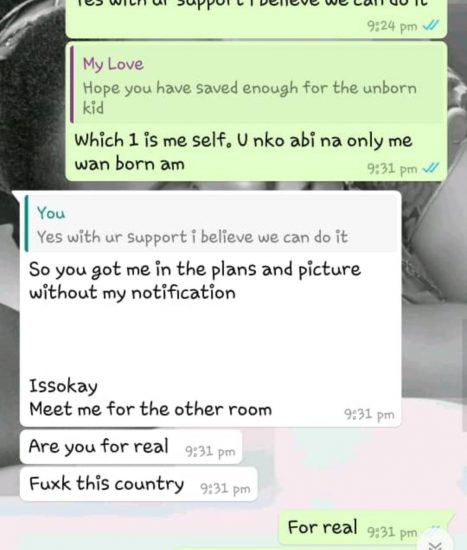 Yes with ur support i believe we can do it
9:24 pm
My Love
Hope you have saved enough for the unborn
kid
Which 1 is me self. U nko abi na only me
wan born am
9:31 pm
You
Yes with ur support i believe we can do it
So you got me in the plans and picture
without my notification
Issokay
Meet me for the other room
9:31 pm
Are you for real 9:31 pm
Fuxk this country 9:31 pm
For real 9:31 pm